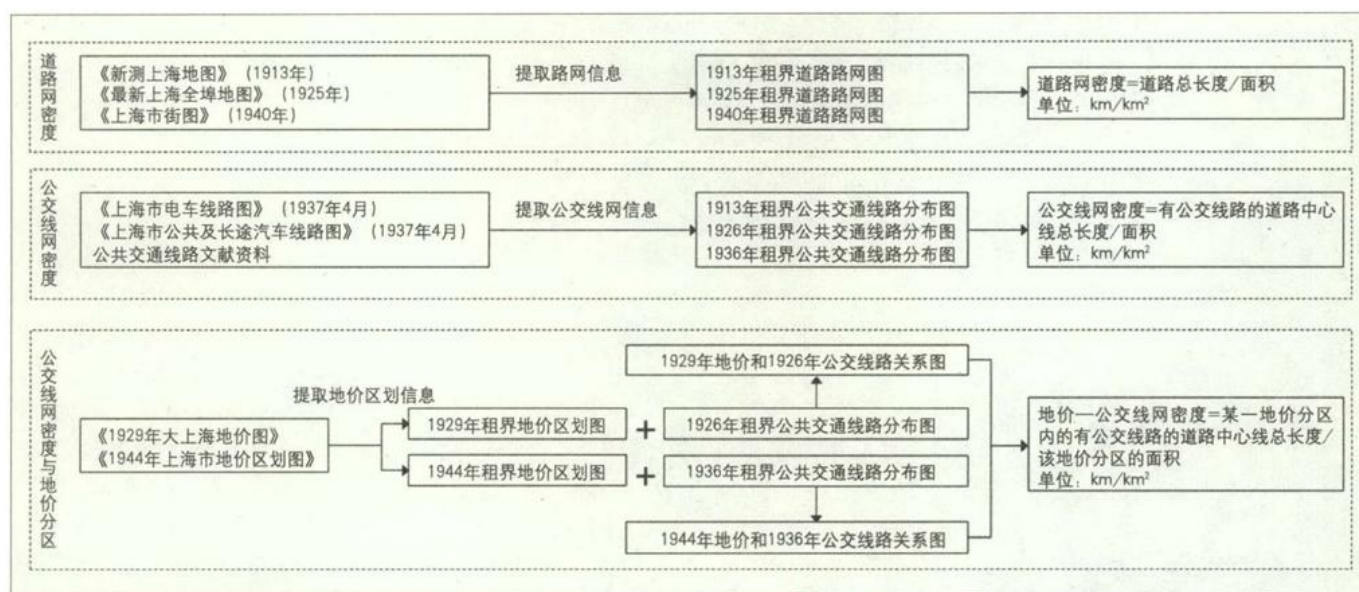 道路网密度
《新测上海地图》(1913年)
《最新上海全埠地图》(1925年)
《上海市街图》(1940年)
提取路网信息
1913年租界道路路网图
1925年租界道路路网图
1940年租界道路路网图
道路网密度=道路总长度/面积
单位：km/km²
公交线网密度
《上海市电车线路图》(1937年4月)
《上海市公共及长途汽车线路图》(1937年4月)
公共交通线路文献资料
提取公交线网信息
1913年租界公共交通线路分布图
1926年租界公共交通线路分布图
1936年租界公共交通线路分布图
公交线网密度=有公交线路的道路中心
线总长度/面积
单位：km/km²
公交线网密度与地价分区
《1929年大上海地价图》
《1944年上海市地价区划图》
提取地价区划信息
1929年租界地价区划图
+
1926年租界公共交通线路分布图
1944年租界地价区划图
+
1936年租界公共交通线路分布图
1929年地价和1926年公交线路关系图
1944年地价和1936年公交线路关系图
地价—公交线网密度=某一地价分区
内的有公交线路的道路中心线总长度/
该地价分区的面积
单位：km/km²